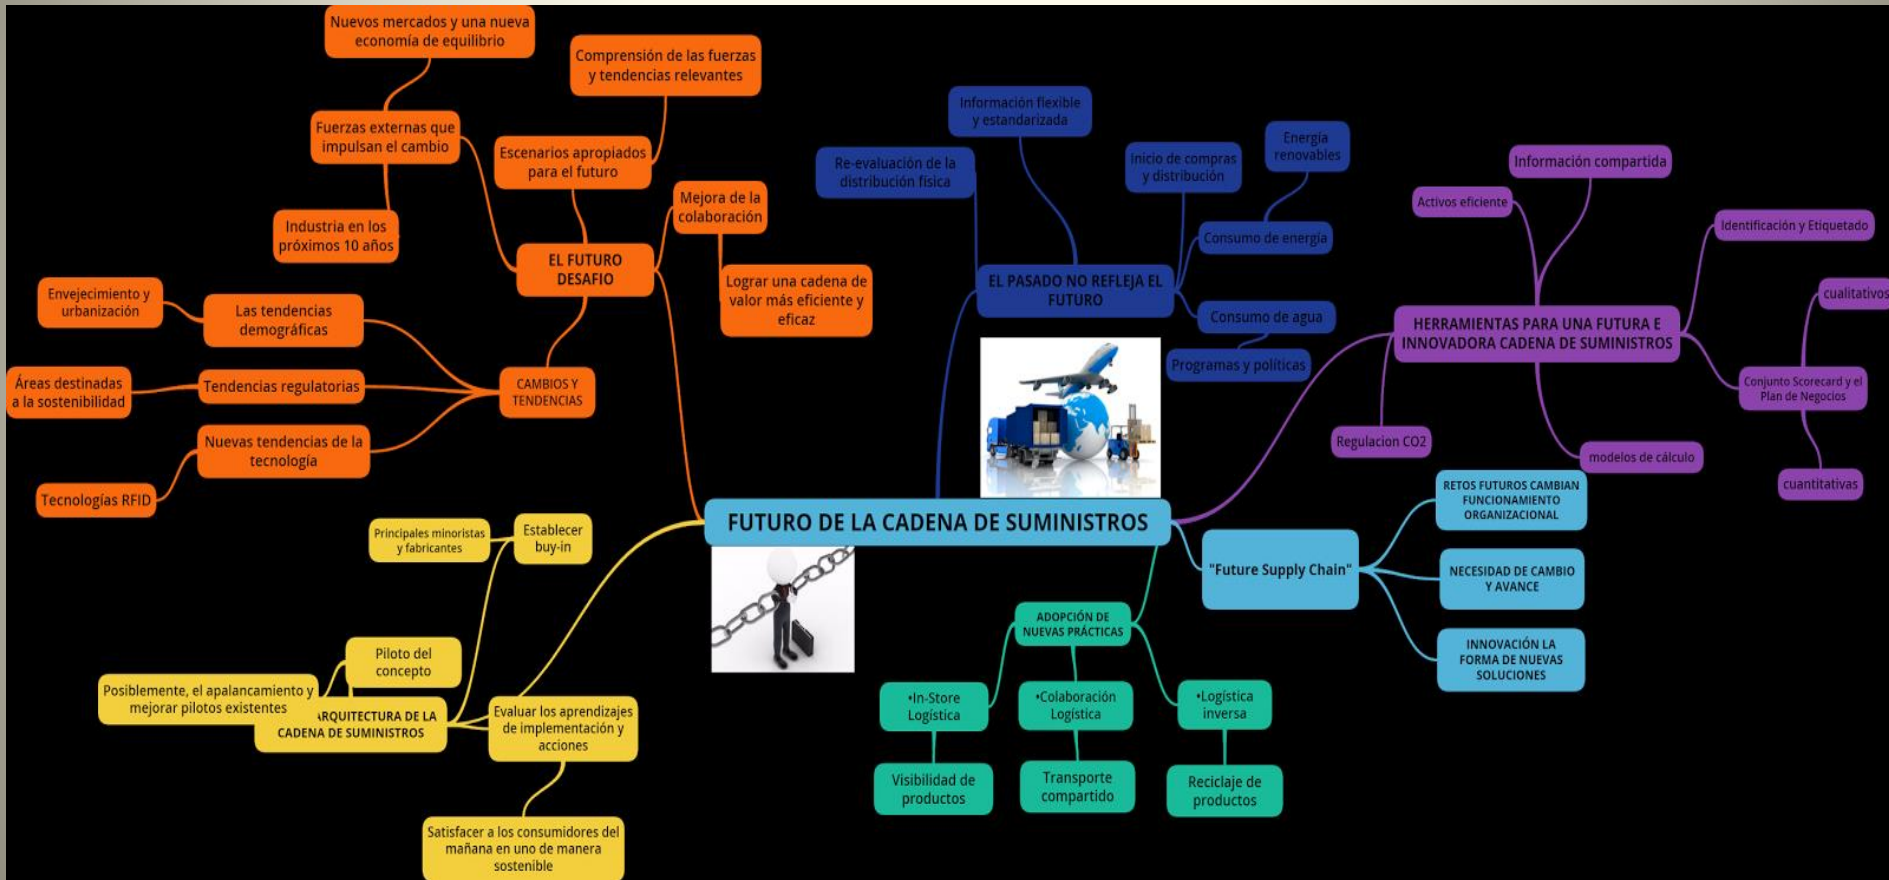 Nuevos mercados y una nueva
economía de equilibrio
Comprensión de las fuerzas
y tendencias relevantes
Fuerzas externas que
impulsan el cambio
Escenarios apropiados
para el futuro
Mejora de la
colaboración
Industria en los
próximos 10 años
EL FUTURO
DESAFIO
Lograr una cadena de
valor más eficiente y
eficaz
Envejecimiento y
urbanización
Las tendencias
demográficas
Áreas destinadas
a la sostenibilidad
Tendencias regulatorias
CAMBIOS Y
TENDENCIAS
Nuevas tendencias de la
tecnología
Tecnologías RFID
Información flexible
y estandarizada
Re-evaluación de la
distribución física
Inicio de compras
y distribución
Energía
renovables
Consumo de energía
EL PASADO NO REFLEJA EL
FUTURO
Consumo de agua
Programas y políticas
Información compartida
Activos eficiente
Identificación y Etiquetado
cualitativos
HERRAMIENTAS PARA UNA FUTURA E
INNOVADORA CADENA DE SUMINISTROS
Conjunto Scorecard y el
Plan de Negocios
Regulacion CO2
modelos de cálculo
cuantitativas
FUTURO DE LA CADENA DE SUMINISTROS
"Future Supply Chain"
RETOS FUTUROS CAMBIAN
FUNCIONAMIENTO
ORGANIZACIONAL
NECESIDAD DE CAMBIO
Y AVANCE
INNOVACIÓN LA
FORMA DE NUEVAS
SOLUCIONES
Principales minoristas
y fabricantes
Establecer
buy-in
Piloto del
concepto
Posiblemente, el apalancamiento y
mejorar pilotos existentes
ARQUITECTURA DE LA
CADENA DE SUMINISTROS
Evaluar los aprendizajes
de implementación y
acciones
Satisfacer a los consumidores del
mañana en uno de manera
sostenible
ADOPCIÓN DE
NUEVAS PRÁCTICAS
•In-Store
Logística
•Colaboración
Logística
•Logística
inversa
Visibilidad de
productos
Transporte
compartido
Reciclaje de
productos